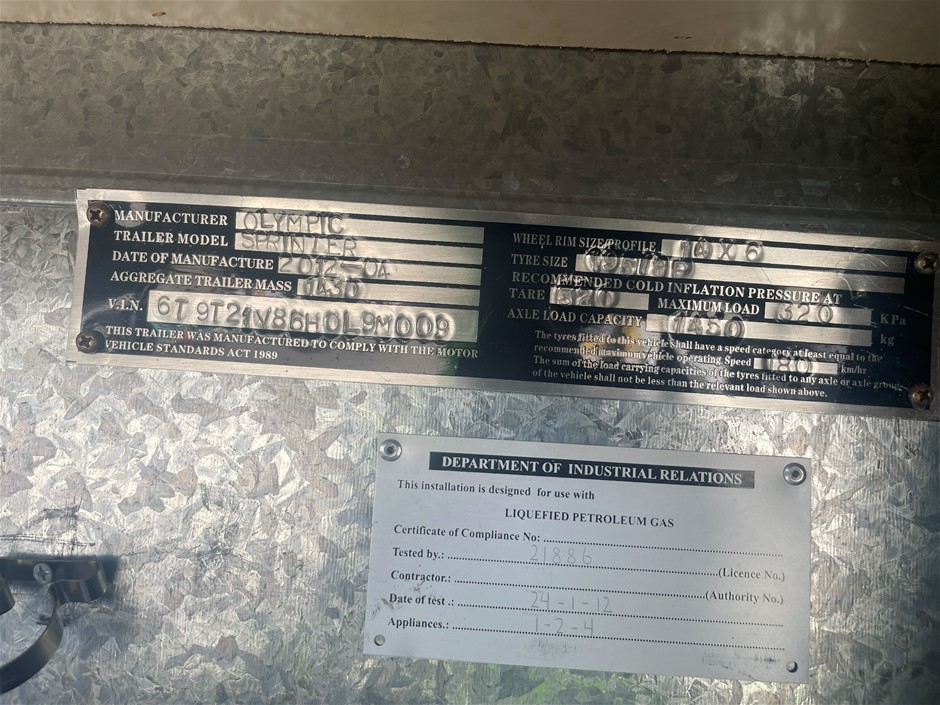 MANUFACTURER OLYMPIC
TRAILER MODEL SPRINTER
DATE OF MANUFACTURE 2012-04
AGGREGATE TRAILER MASS 1430
V.I.N. 6T9T21V86H0L9M009
THIS TRAILER WAS MANUFACTURED TO COMPLY WITH THE MOTOR
VEHICLE STANDARDS ACT 1989
WHEEL RIM SIZE/PROFILE 14 X 6
TYRE SIZE
RECOMMENDED COLD INFLATION PRESSURE AT
TARE MAXIMUM LOAD 320 KPa
AXLE LOAD CAPACITY 1450 kg
The tyres fitted to this vehicle shall have a speed category at least equal to the
recommended maximum vehicle operating Speed 180 km/hr
The sum of the load carrying capacities of the tyres fitted to any axle or axle group
of the vehicle shall not be less than the relevant load shown above.
DEPARTMENT OF INDUSTRIAL RELATIONS
This installation is designed for use with
LIQUEFIED PETROLEUM GAS
Certificate of Compliance No:
Tested by.: 21886 (Licence No.)
Contractor.: (Authority No.)
Date of test.: 24-1-12
Appliances.: 1-2-4